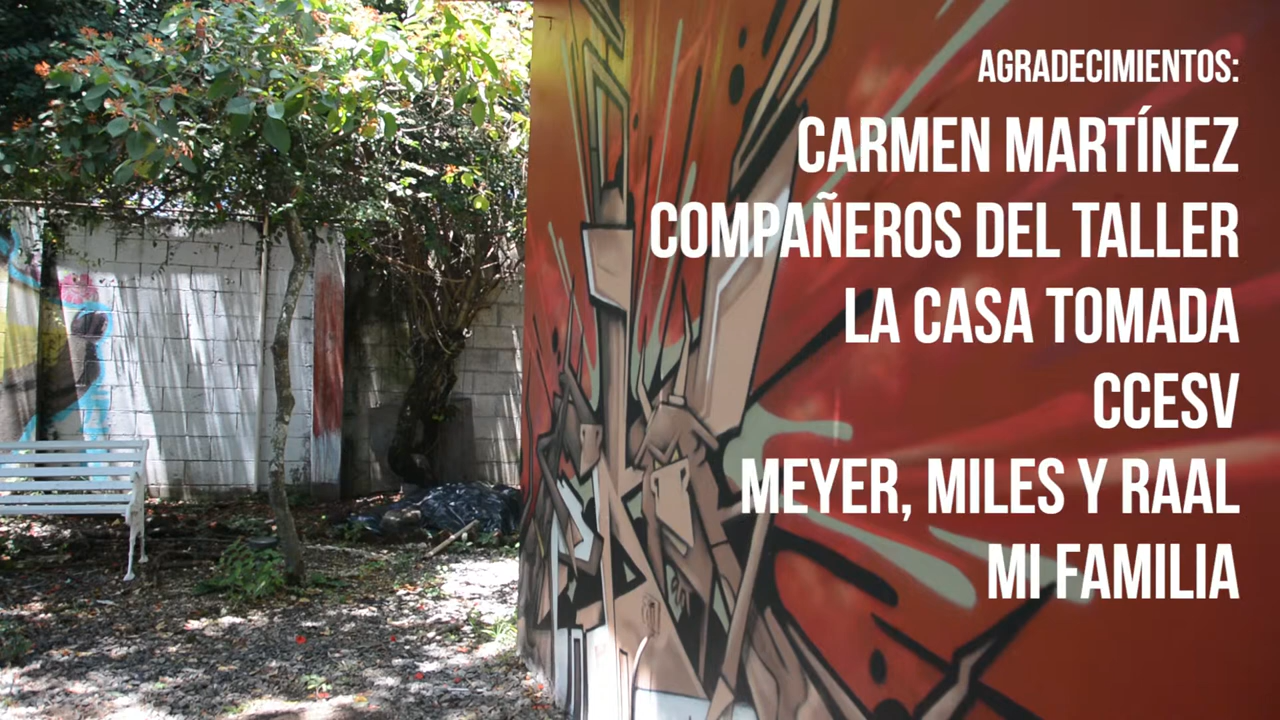 AGRADECIMIENTOS:
CARMEN MARTÍNEZ
COMPAÑEROS DEL TALLER
LA CASA TOMADA
CCESV
MEYER, MILES Y RAAL
MI FAMILIA